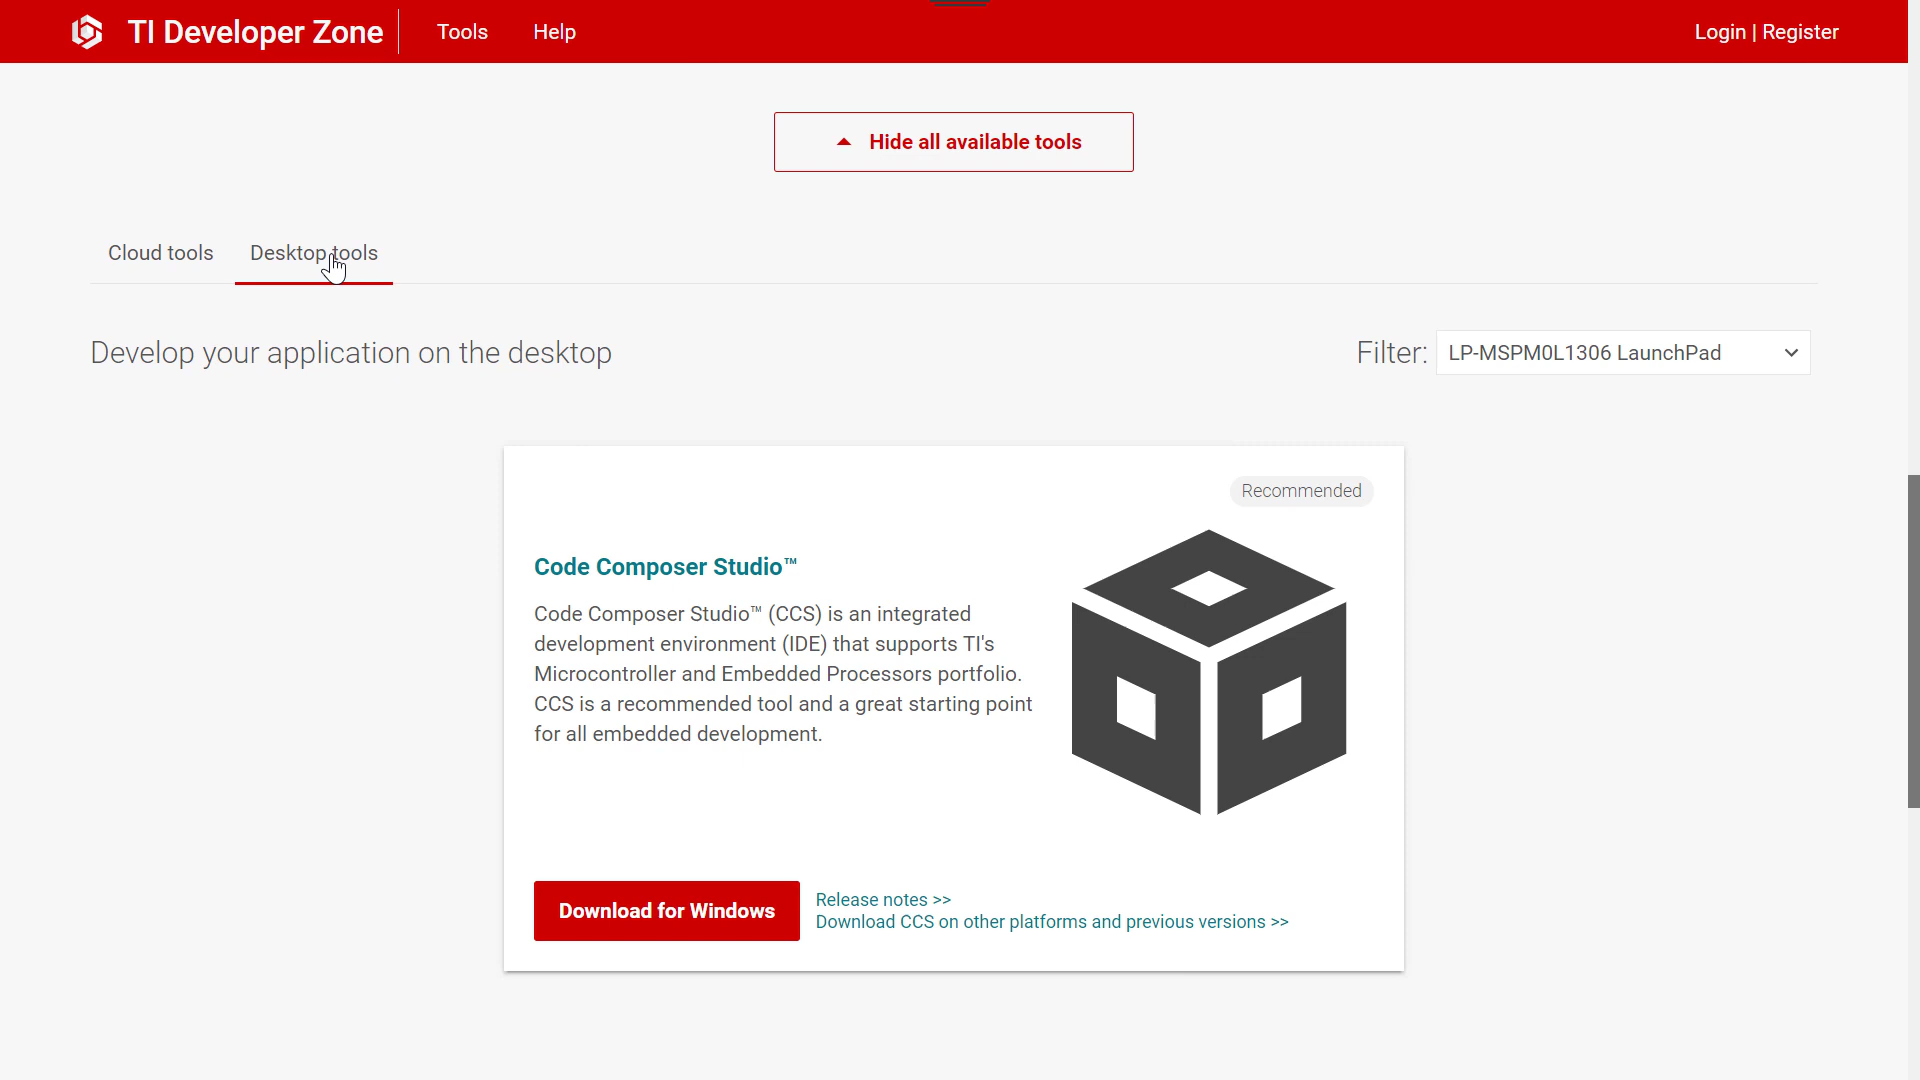 TI Developer Zone
Tools
Help
Login | Register
Hide all available tools
Cloud tools
Desktop tools
Develop your application on the desktop
Filter:
LP-MSPM0L1306 LaunchPad
Recommended
Code Composer Studio™
Code Composer Studio™ (CCS) is an integrated
development environment (IDE) that supports TI's
Microcontroller and Embedded Processors portfolio.
CCS is a recommended tool and a great starting point
for all embedded development.
Download for Windows
Release notes >>
Download CCS on other platforms and previous versions >>